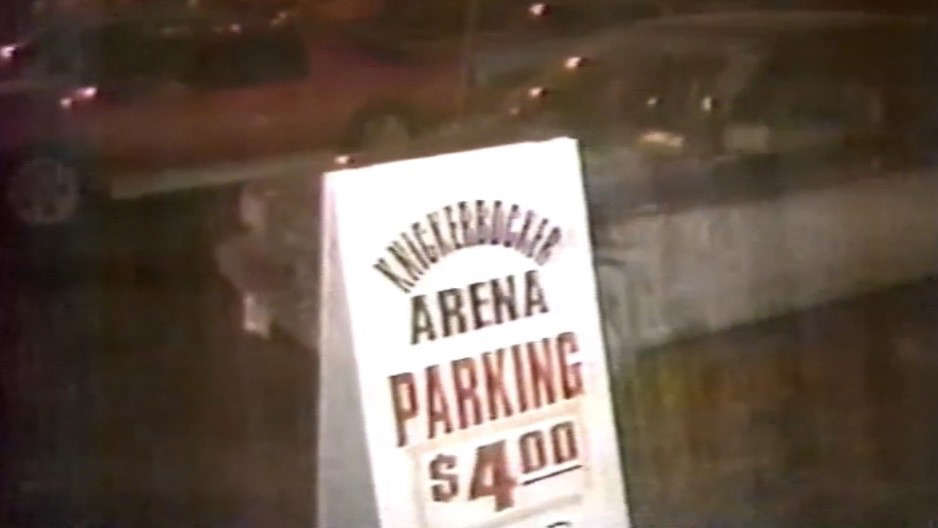 KNICKERBOCKER
ARENA
PARKING
$4.00